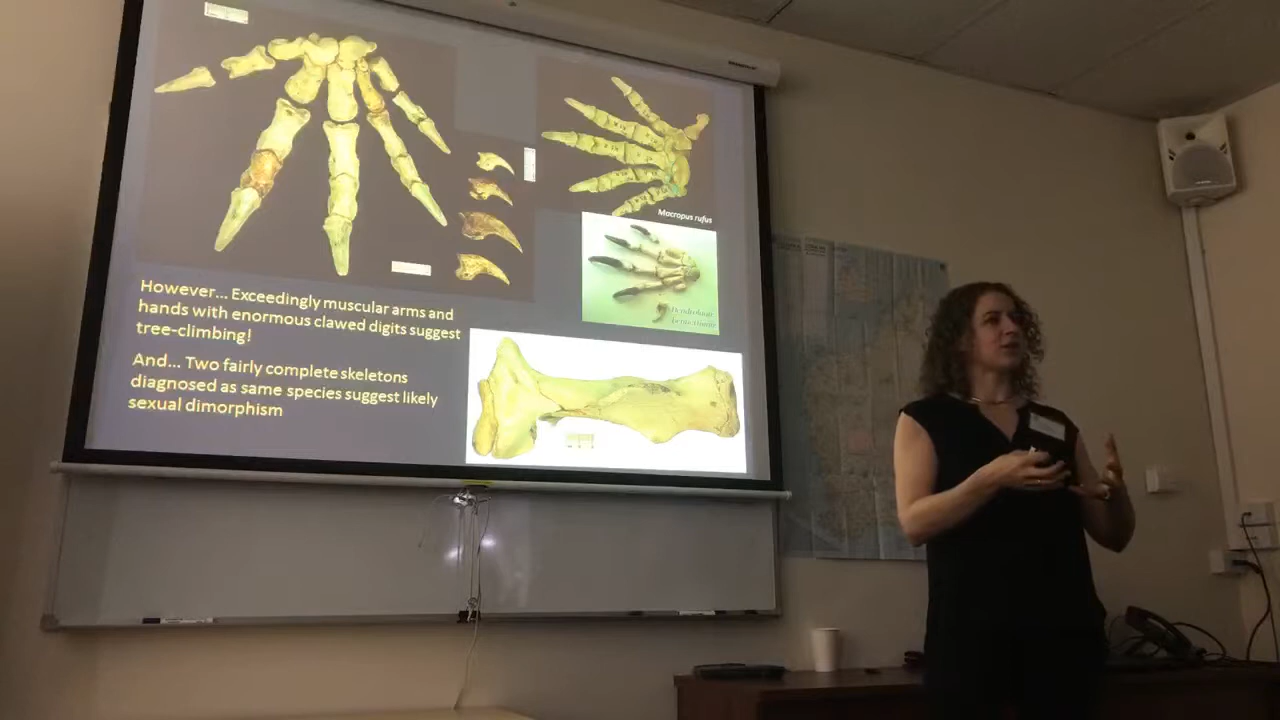 Macropus rufus
However... Exceedingly muscular arms and
hands with enormous clawed digits suggest
tree-climbing!
And... Two fairly complete skeletons
diagnosed as same species suggest likely
sexual dimorphism